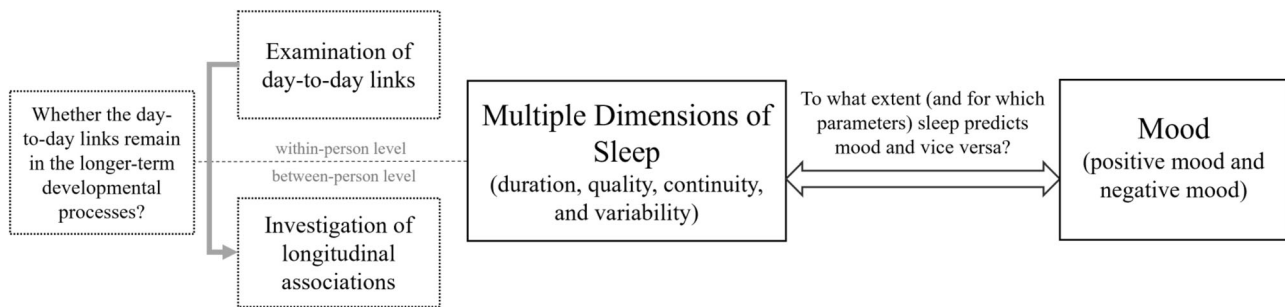 Whether the day-
to-day links remain
in the longer-term
developmental
processes?
Examination of
day-to-day links
within-person level
between-person level
Investigation of
longitudinal
associations
Multiple Dimensions of
Sleep
(duration, quality, continuity,
and variability)
To what extent (and for which
parameters) sleep predicts
mood and vice versa?
Mood
(positive mood and
negative mood)